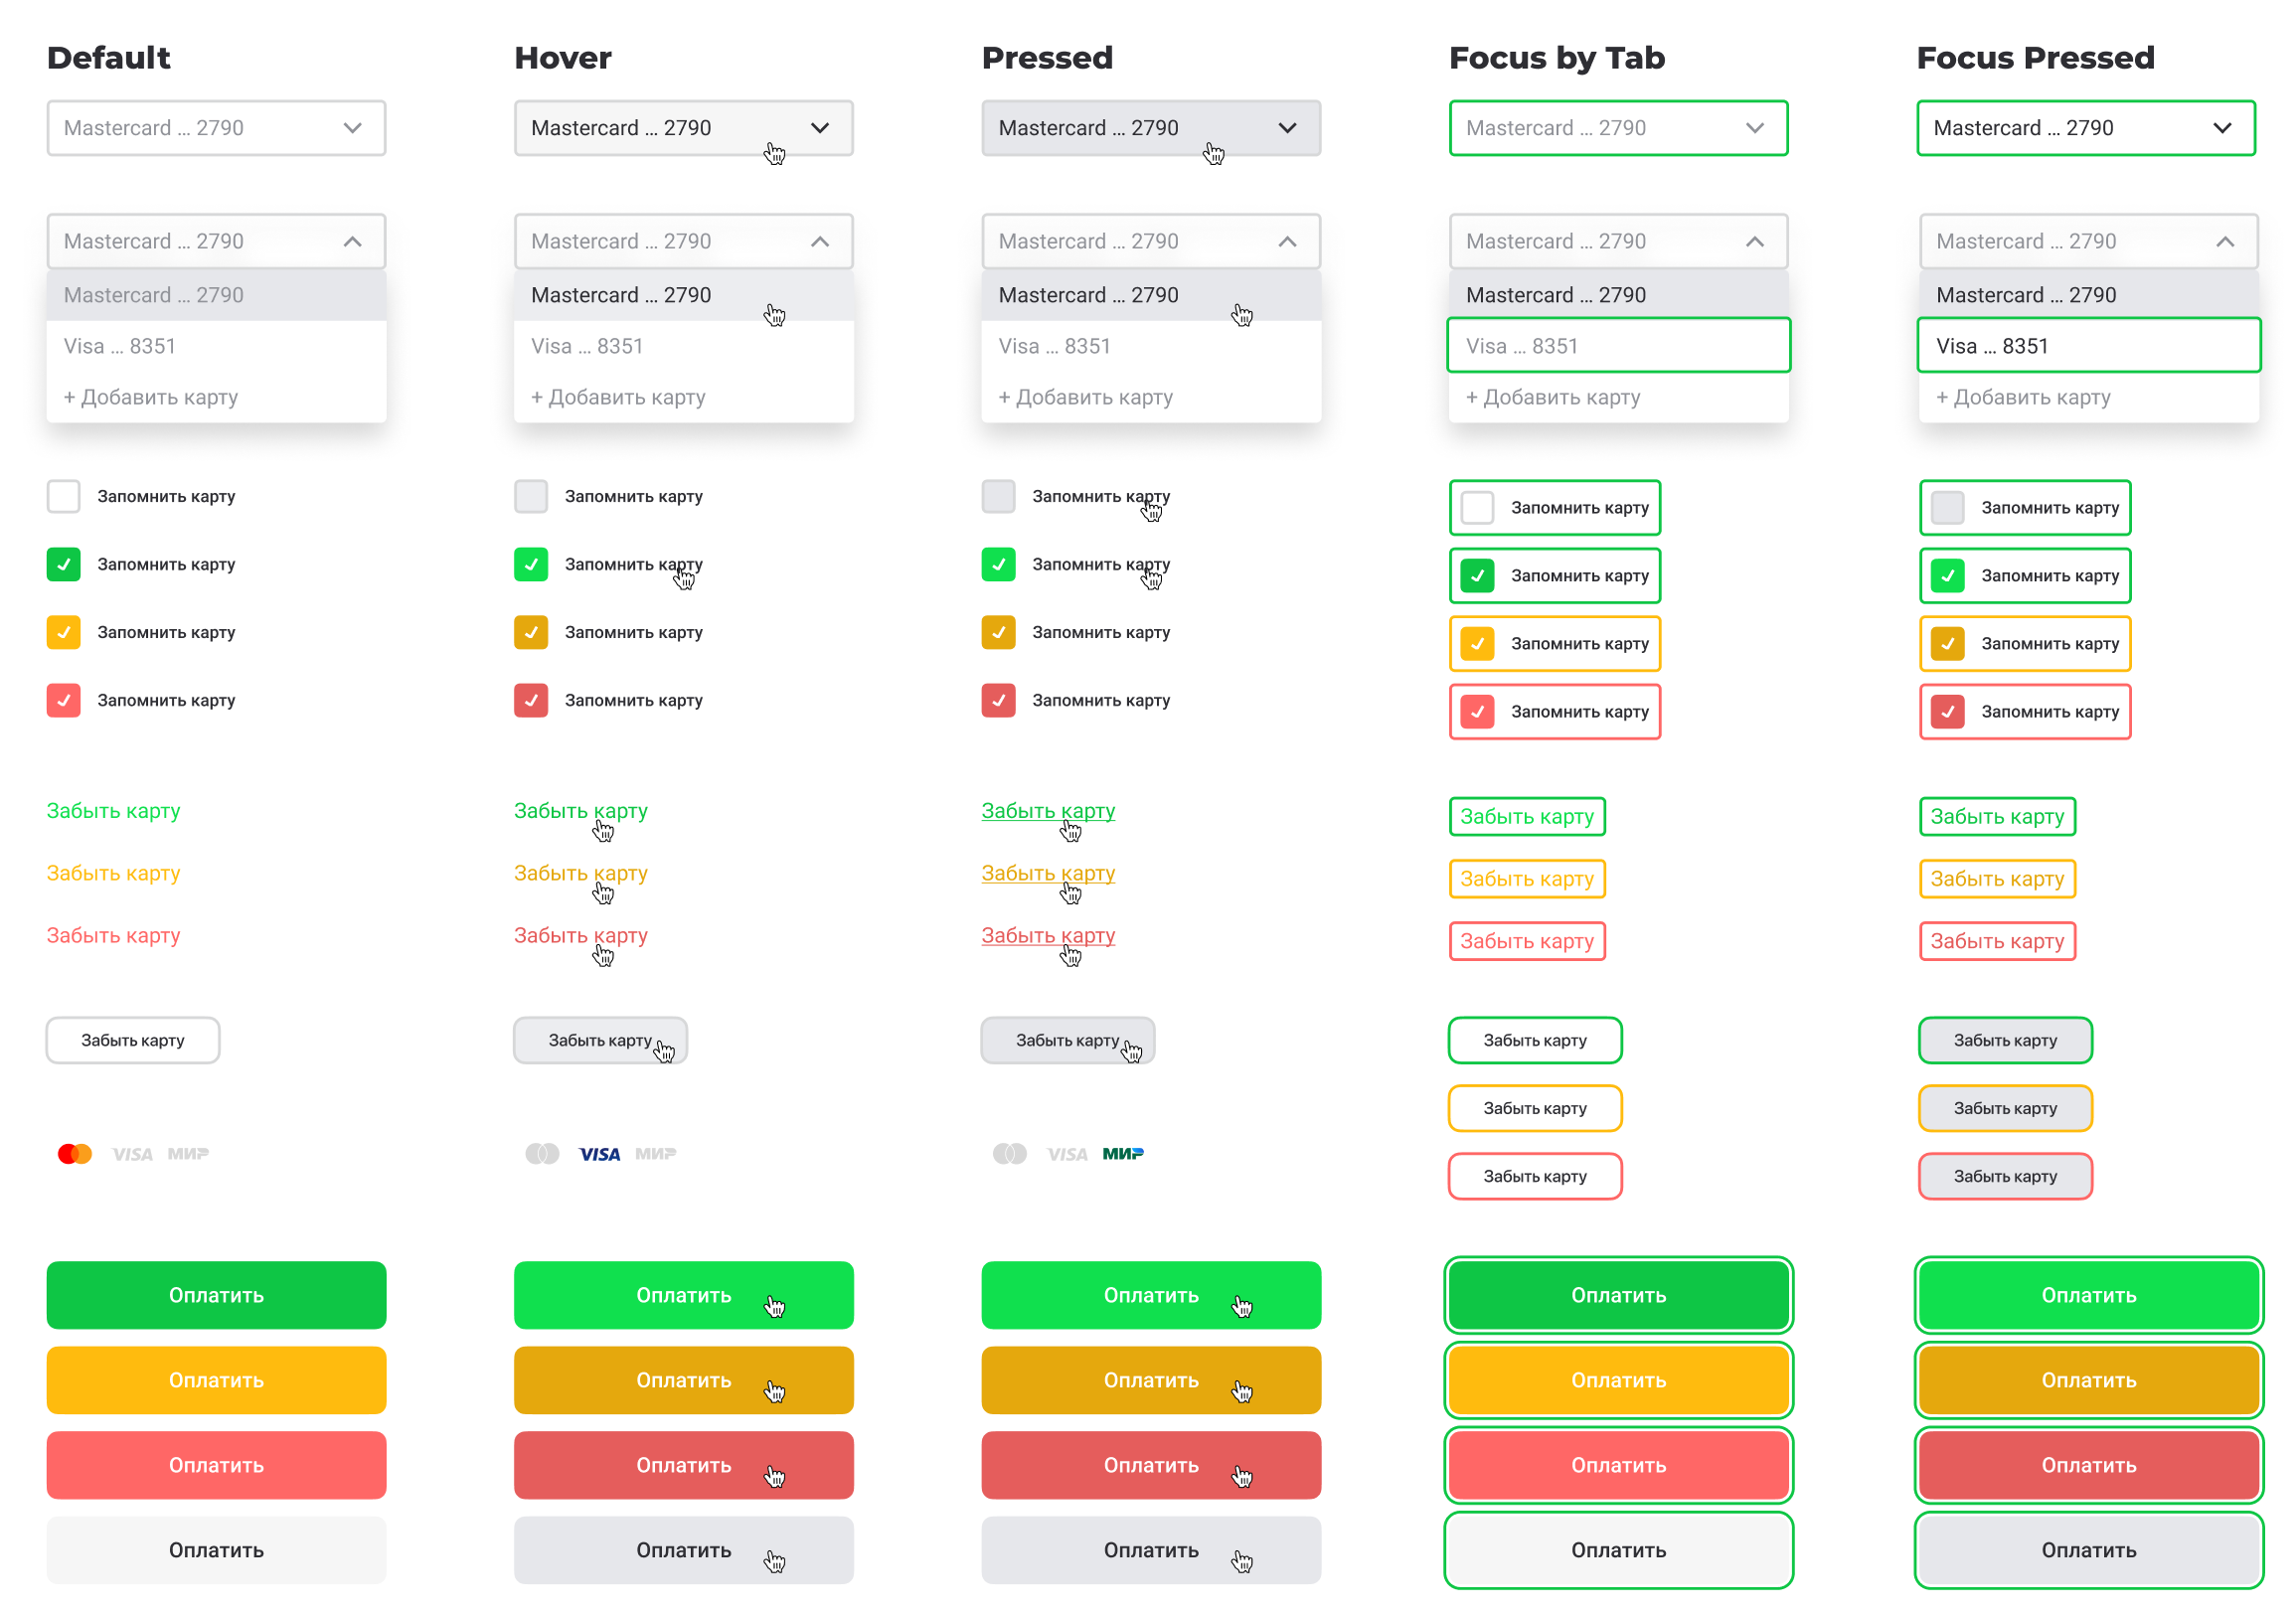 Default Hover Pressed Focus by Tab Focus Pressed
Mastercard ... 2790 Mastercard ... 2790 Mastercard ... 2790 Mastercard ... 2790 Mastercard ... 2790
Mastercard ... 2790 Mastercard ... 2790 Mastercard ... 2790 Mastercard ... 2790 Mastercard ... 2790
Mastercard ... 2790 Mastercard ... 2790 Mastercard ... 2790 Mastercard ... 2790 Mastercard ... 2790
Visa ... 8351 Visa ... 8351 Visa ... 8351 Visa ... 8351 Visa ... 8351
+ Добавить карту + Добавить карту + Добавить карту + Добавить карту + Добавить карту
Запомнить карту Запомнить карту Запомнить карту Запомнить карту Запомнить карту
Запомнить карту Запомнить карту Запомнить карту Запомнить карту Запомнить карту
Запомнить карту Запомнить карту Запомнить карту Запомнить карту Запомнить карту
Запомнить карту Запомнить карту Запомнить карту Запомнить карту Запомнить карту
Забыть карту Забыть карту Забыть карту Забыть карту Забыть карту
Забыть карту Забыть карту Забыть карту Забыть карту Забыть карту
Забыть карту Забыть карту Забыть карту Забыть карту Забыть карту
Забыть карту Забыть карту Забыть карту Забыть карту Забыть карту
Забыть карту Забыть карту
VISA МИР VISA МИР VISA МИР
Забыть карту Забыть карту
Оплатить Оплатить Оплатить Оплатить Оплатить
Оплатить Оплатить Оплатить Оплатить Оплатить
Оплатить Оплатить Оплатить Оплатить Оплатить
Оплатить Оплатить Оплатить Оплатить Оплатить